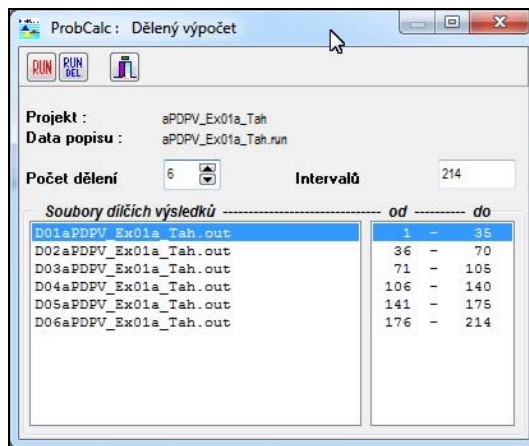 ProbCalc : Dělený výpočet
RUN RUN DEL
Projekt : aPDPV_Ex01a_Tah
Data popisu : aPDPV_Ex01a_Tah.run
Počet dělení 6 Intervalů 214
Soubory dílčích výsledků -------------------------------- od ---------- do
D01aPDPV_Ex01a_Tah.out 1 - 35
D02aPDPV_Ex01a_Tah.out 36 - 70
D03aPDPV_Ex01a_Tah.out 71 - 105
D04aPDPV_Ex01a_Tah.out 106 - 140
D05aPDPV_Ex01a_Tah.out 141 - 175
D06aPDPV_Ex01a_Tah.out 176 - 214